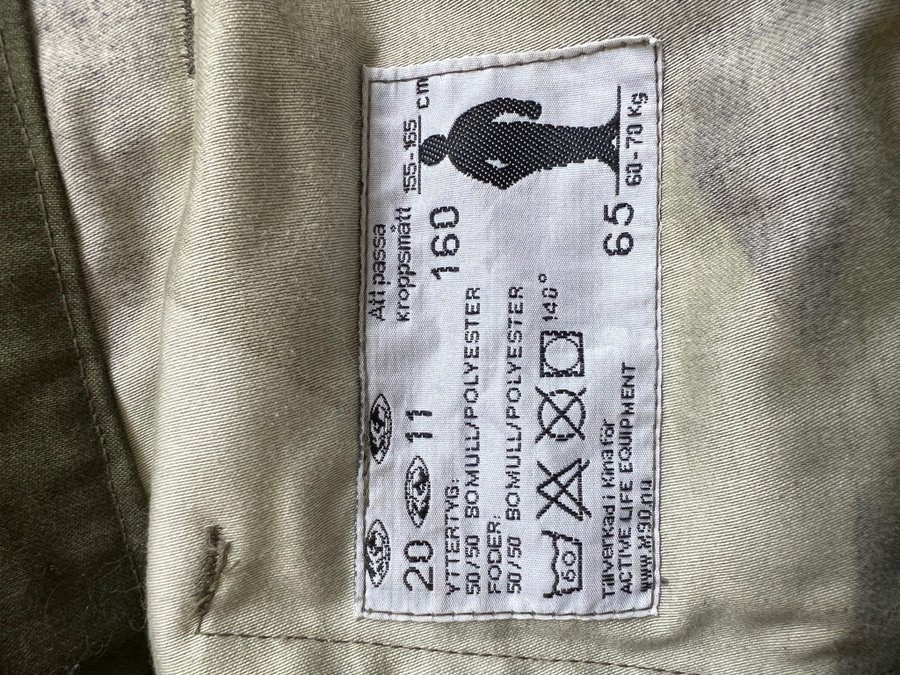 Att passa
kroppsmått 155-165 cm
160
65 60-70 Kg
20 11
YTTERTYG:
50/50 BOMULL/POLYESTER
FODER:
50/50 BOMULL/POLYESTER
60 140°
Tillverkad i Kina för
ACTIVE LIFE EQUIPMENT
www.M90.nu